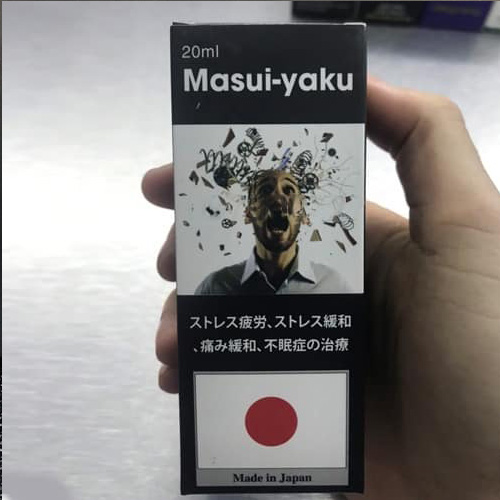 20ml
Masui-yaku
ストレス疲労、ストレス緩和
、痛み緩和、不眠症の治療
Made in Japan